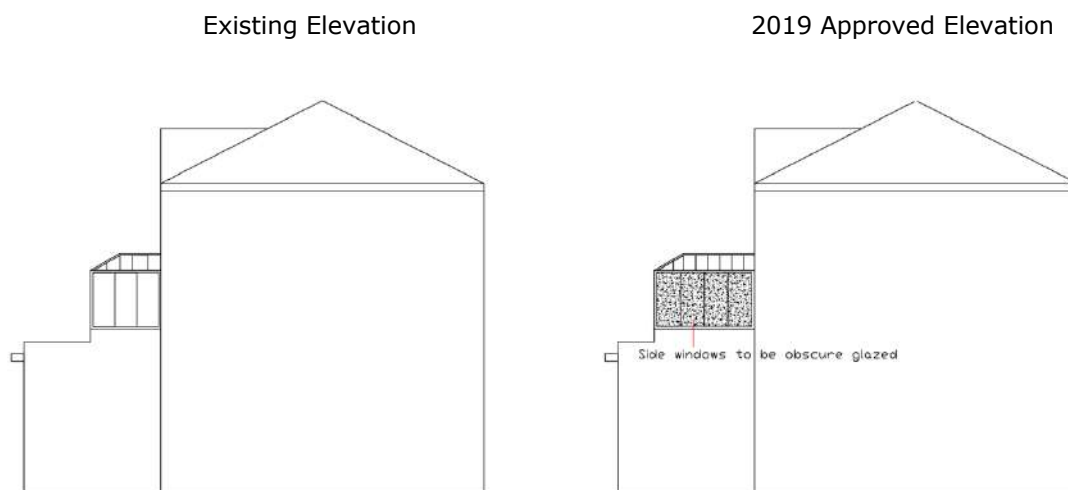 Existing Elevation
2019 Approved Elevation
Side windows to be obscure glazed